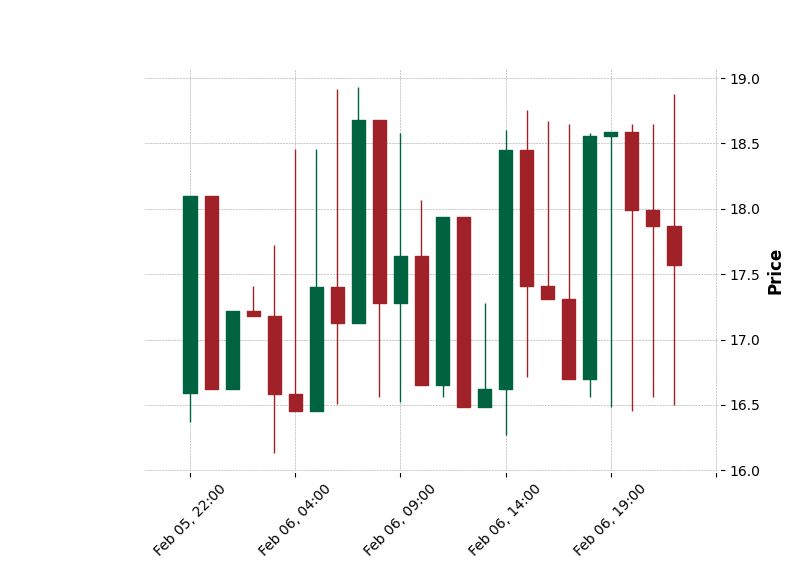 19.0
18.5
18.0
17.5
17.0
16.5
16.0
Price
Feb 05, 22:00
Feb 06, 04:00
Feb 06, 09:00
Feb 06, 14:00
Feb 06, 19:00